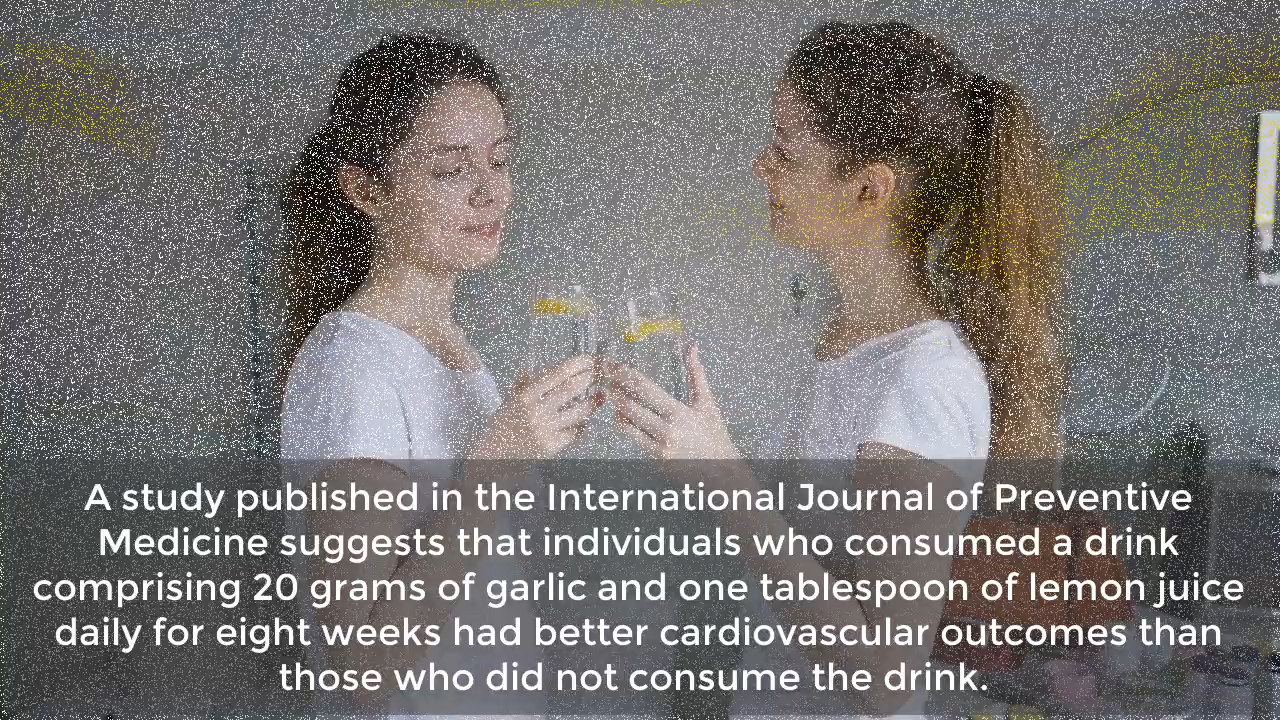 A study published in the International Journal of Preventive
Medicine suggests that individuals who consumed a drink
comprising 20 grams of garlic and one tablespoon of lemon juice
daily for eight weeks had better cardiovascular outcomes than
those who did not consume the drink.